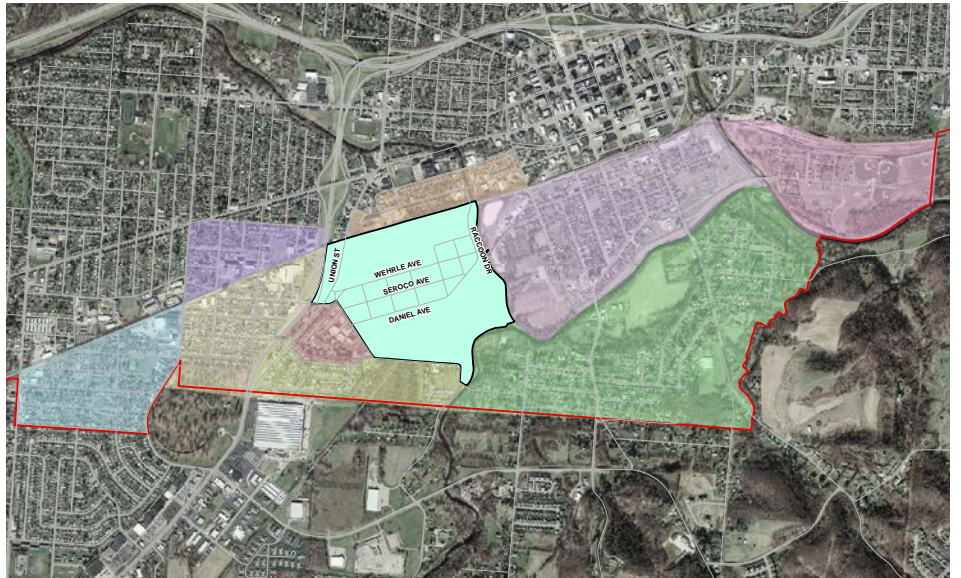 UNION ST
WEHRLE AVE
RACCOON DR
SEROCO AVE
DANIEL AVE